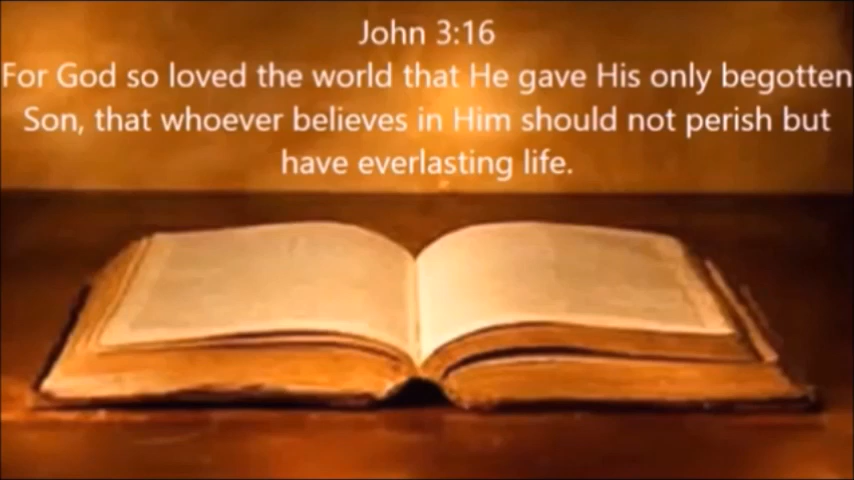 John 3:16
For God so loved the world that He gave His only begotten
Son, that whoever believes in Him should not perish but
have everlasting life.